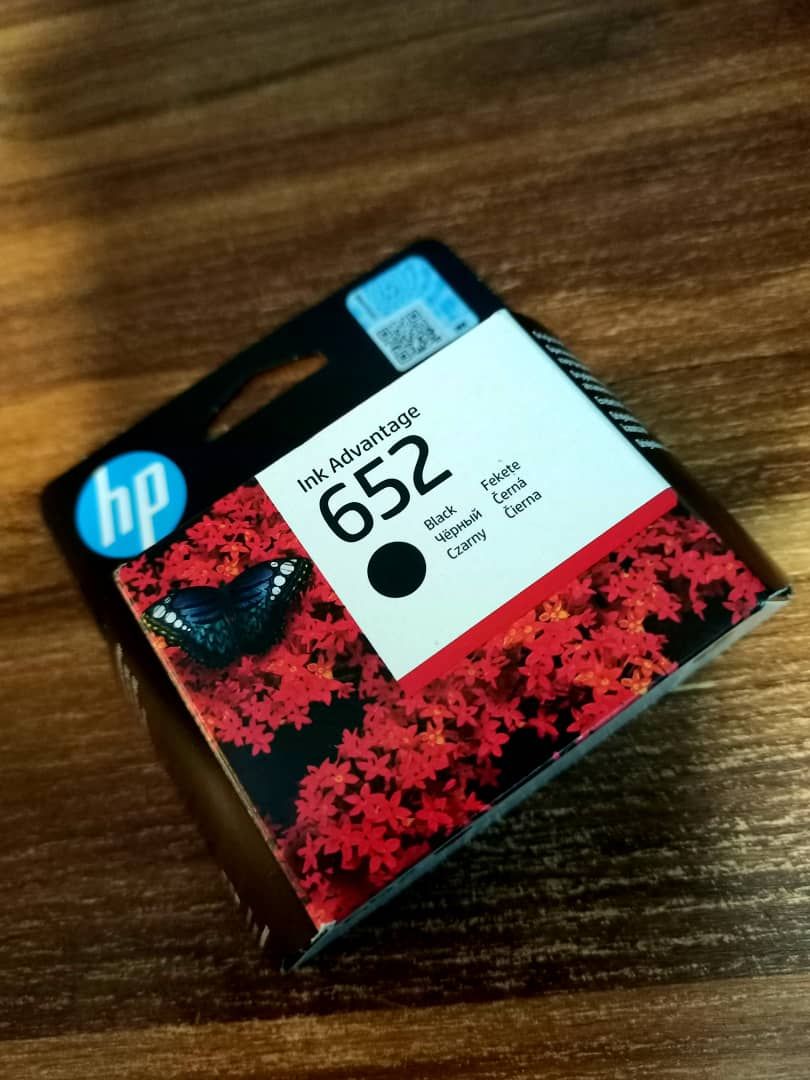 hp
Ink Advantage
652
Black
чёрный
Czarny
Fekete
Černá
Čierna